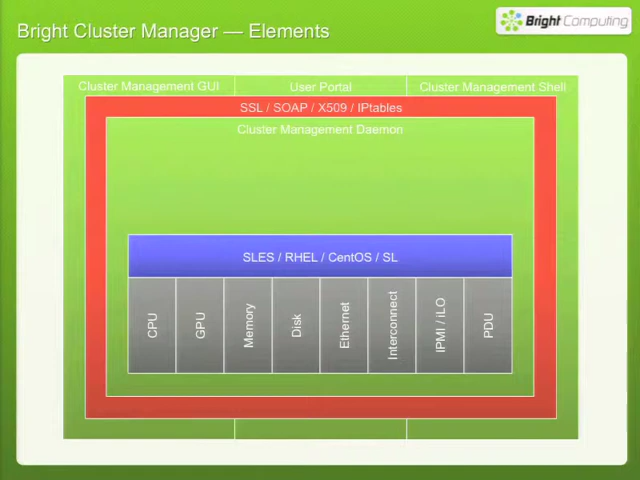 Bright Cluster Manager — Elements
Bright Computing
Cluster Management GUI
User Portal
Cluster Management Shell
SSL / SOAP / X509 / IPtables
Cluster Management Daemon
SLES / RHEL / CentOS / SL
CPU
GPU
Memory
Disk
Ethernet
Interconnect
IPMI / iLO
PDU